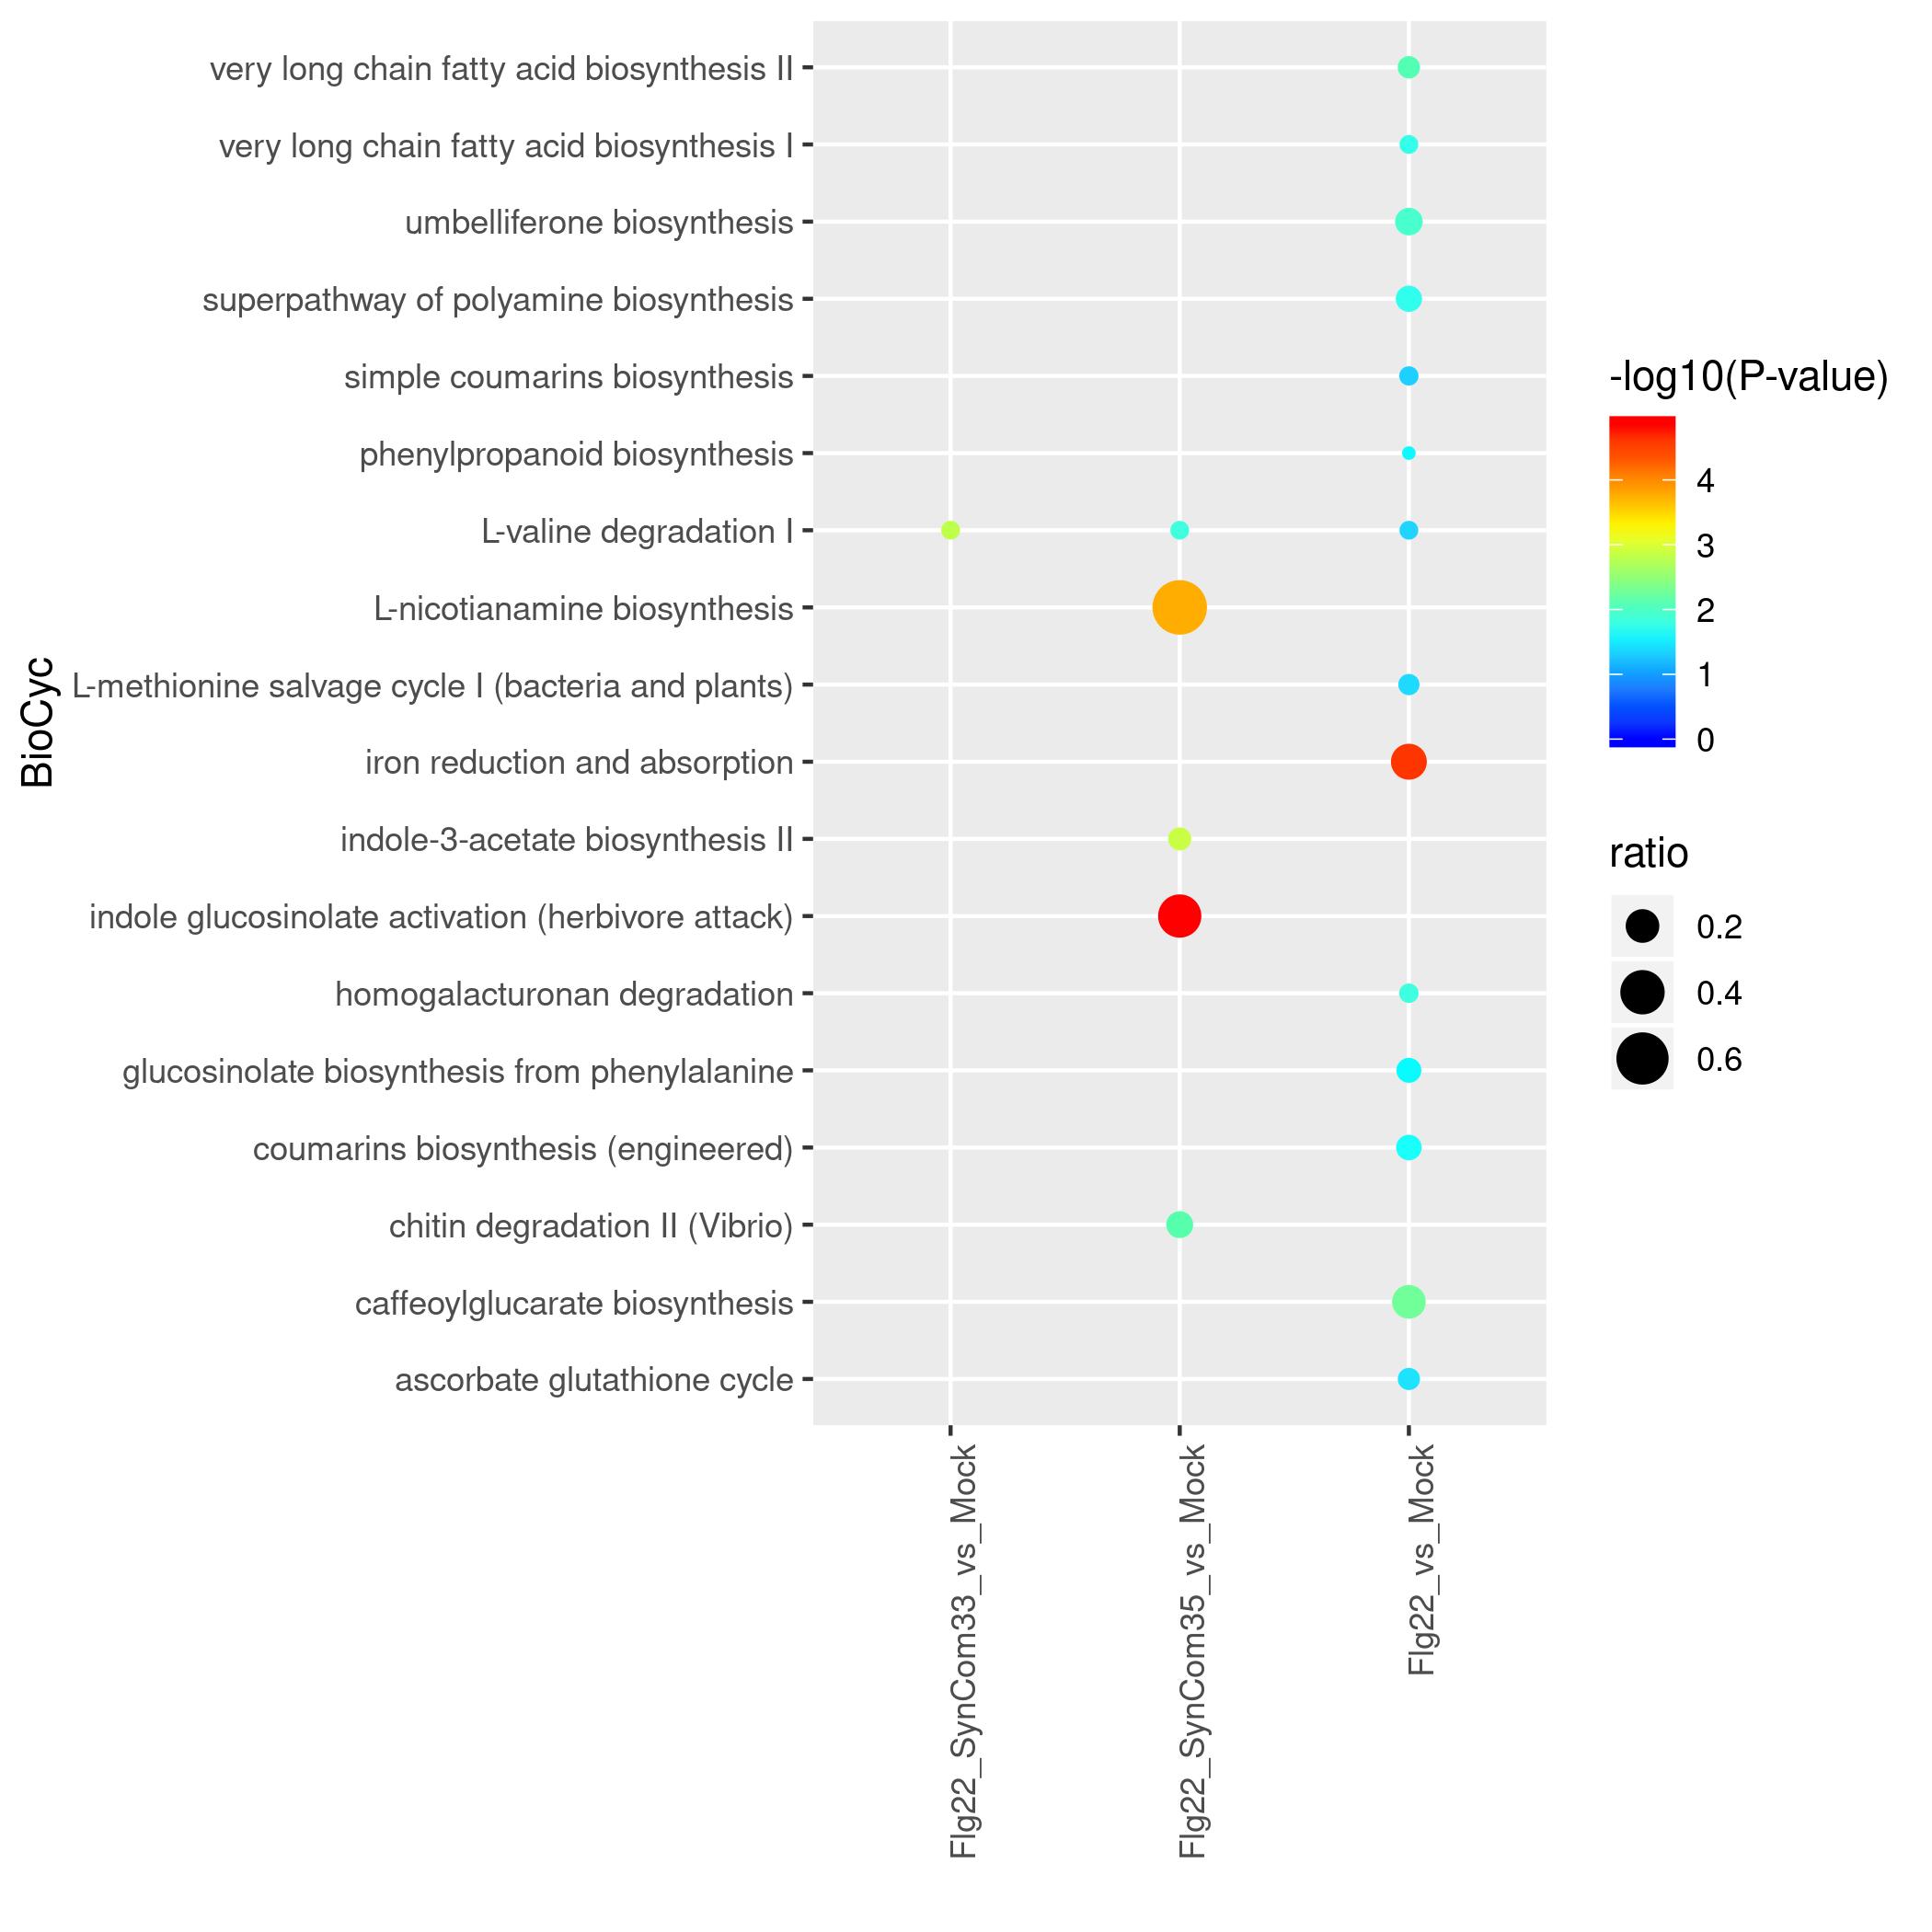 BioCyc
very long chain fatty acid biosynthesis II
very long chain fatty acid biosynthesis I
umbelliferone biosynthesis
superpathway of polyamine biosynthesis
simple coumarins biosynthesis
phenylpropanoid biosynthesis
L-valine degradation I
L-nicotianamine biosynthesis
L-methionine salvage cycle I (bacteria and plants)
iron reduction and absorption
indole-3-acetate biosynthesis II
indole glucosinolate activation (herbivore attack)
homogalacturonan degradation
glucosinolate biosynthesis from phenylalanine
coumarins biosynthesis (engineered)
chitin degradation II (Vibrio)
caffeoylglucarate biosynthesis
ascorbate glutathione cycle
Flg22_SynCom33_vs_Mock
Flg22_SynCom35_vs_Mock
Flg22_vs_Mock
-log10(P-value)
4
3
2
1
0
ratio
0.2
0.4
0.6